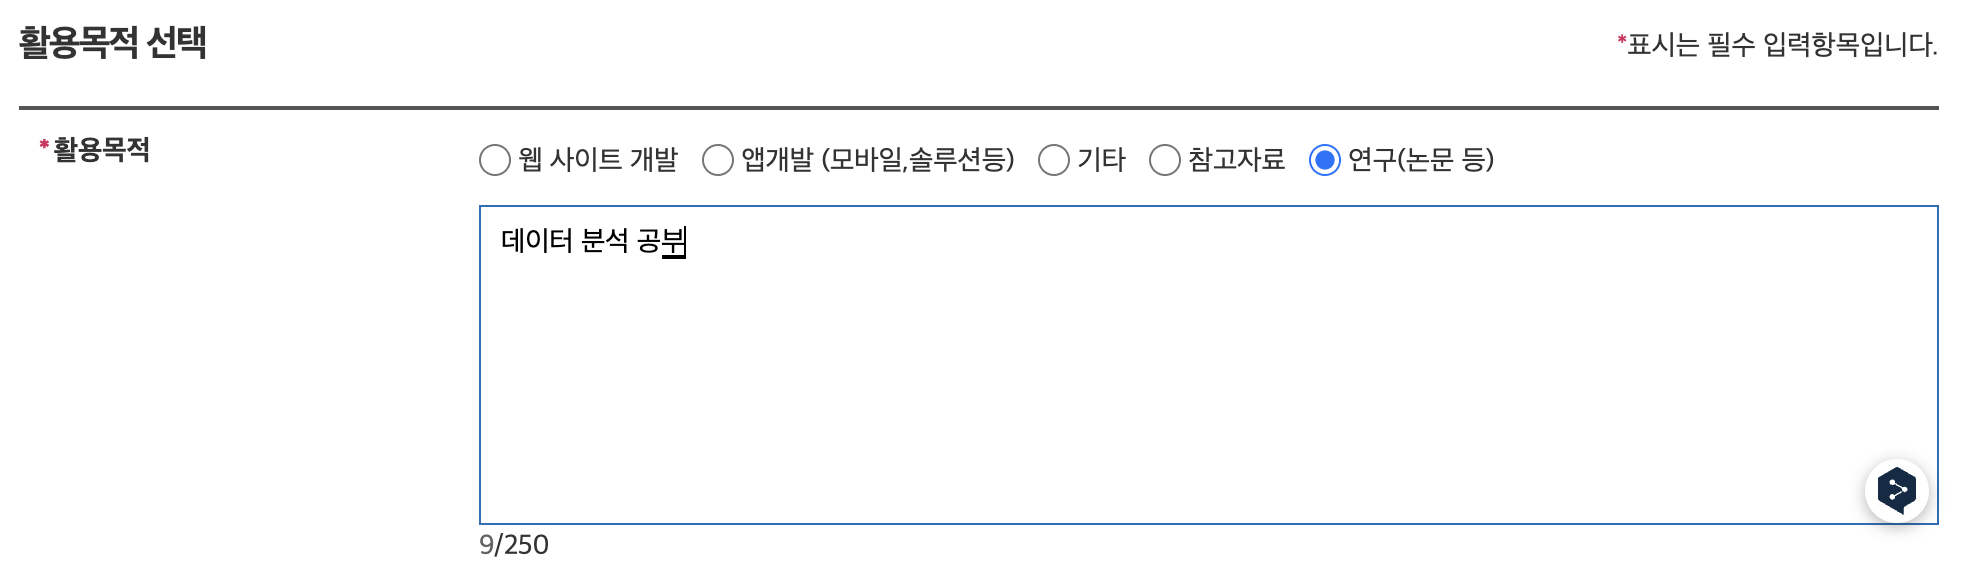 활용목적 선택
*표시는 필수 입력항목입니다.
*활용목적
웹 사이트 개발 앱개발 (모바일,솔루션등) 기타 참고자료 연구(논문 등)
데이터 분석 공부
9/250